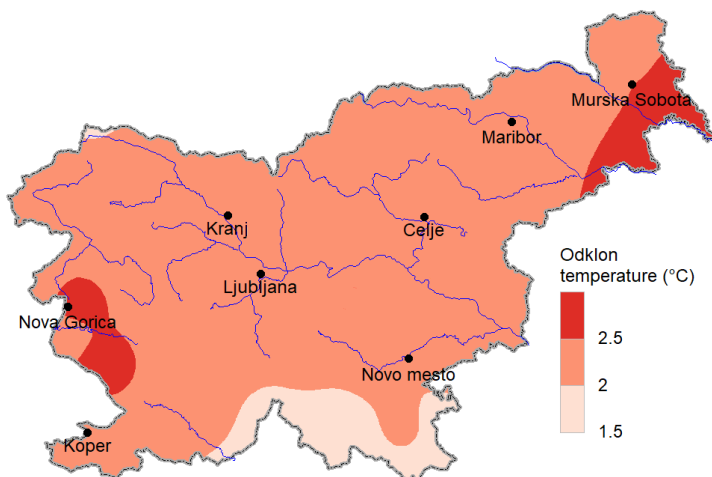 Murska Sobota
Maribor
Kranj
Celje
Ljubljana
Nova Gorica
Novo mesto
Koper
Odklon
temperature (°C)
2.5
2
1.5